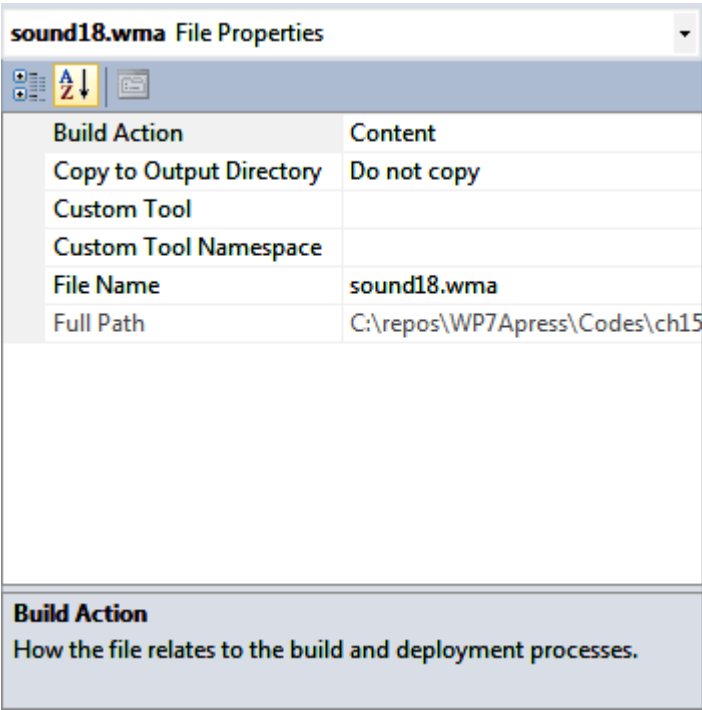 sound18.wma File Properties
Build Action Content
Copy to Output Directory Do not copy
Custom Tool
Custom Tool Namespace
File Name sound18.wma
Full Path C:\repos\WP7Apress\Codes\ch15
Build Action
How the file relates to the build and deployment processes.